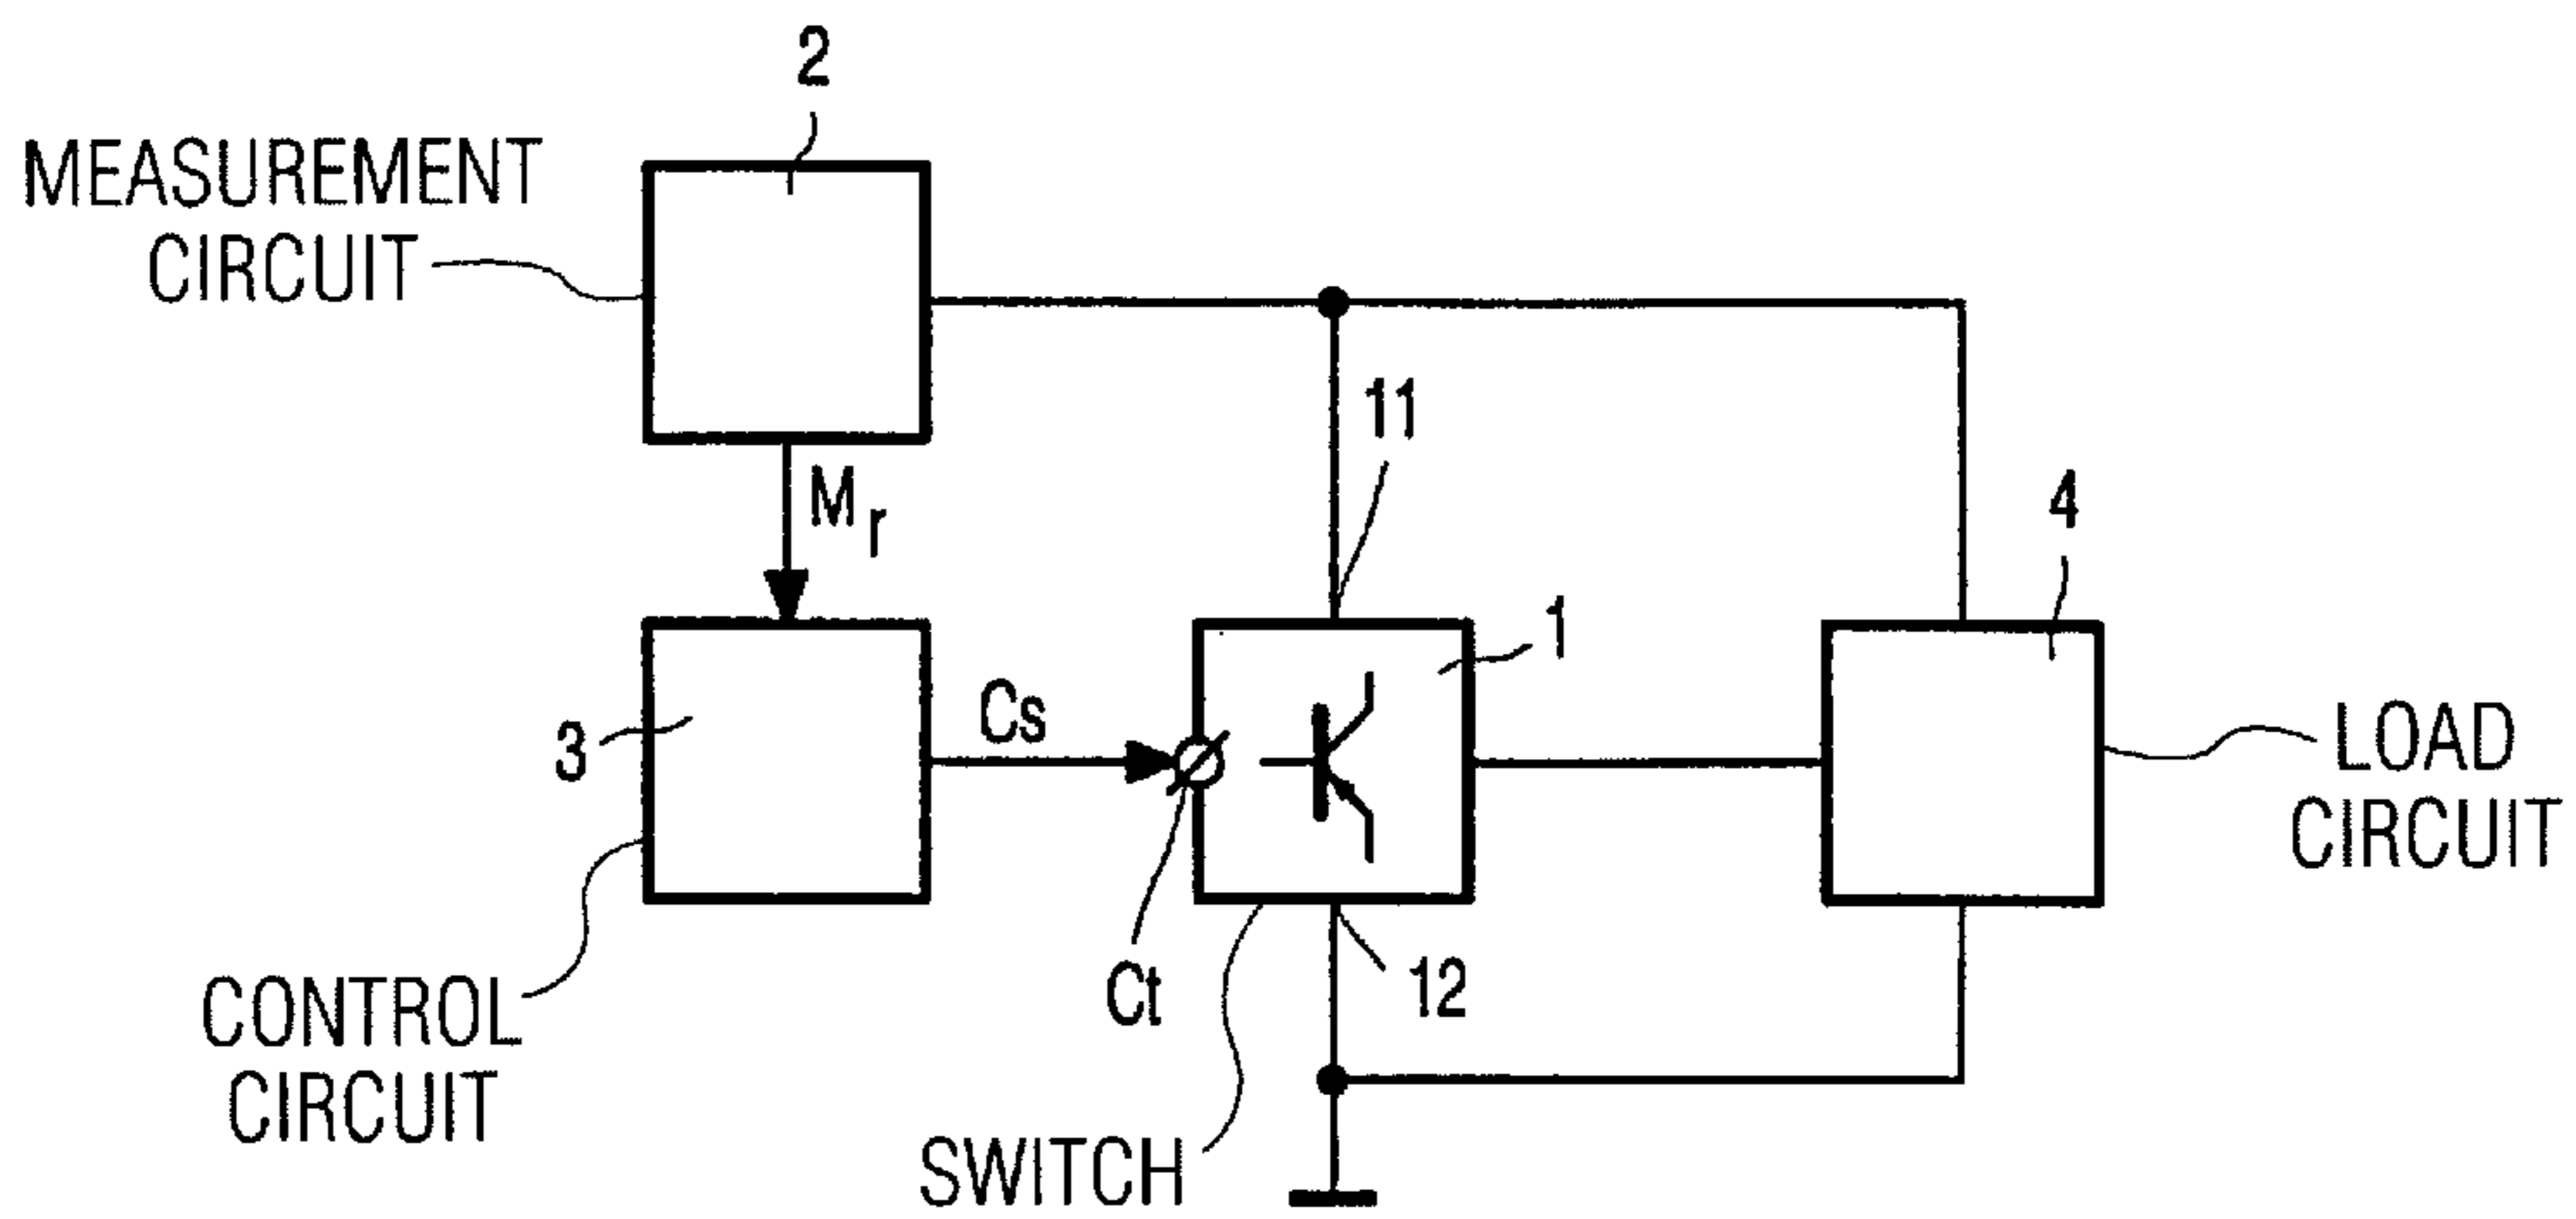 2
MEASUREMENT
CIRCUIT
11
Mr
4
1
Cs
3
LOAD
CIRCUIT
Ct
12
CONTROL
CIRCUIT
SWITCH